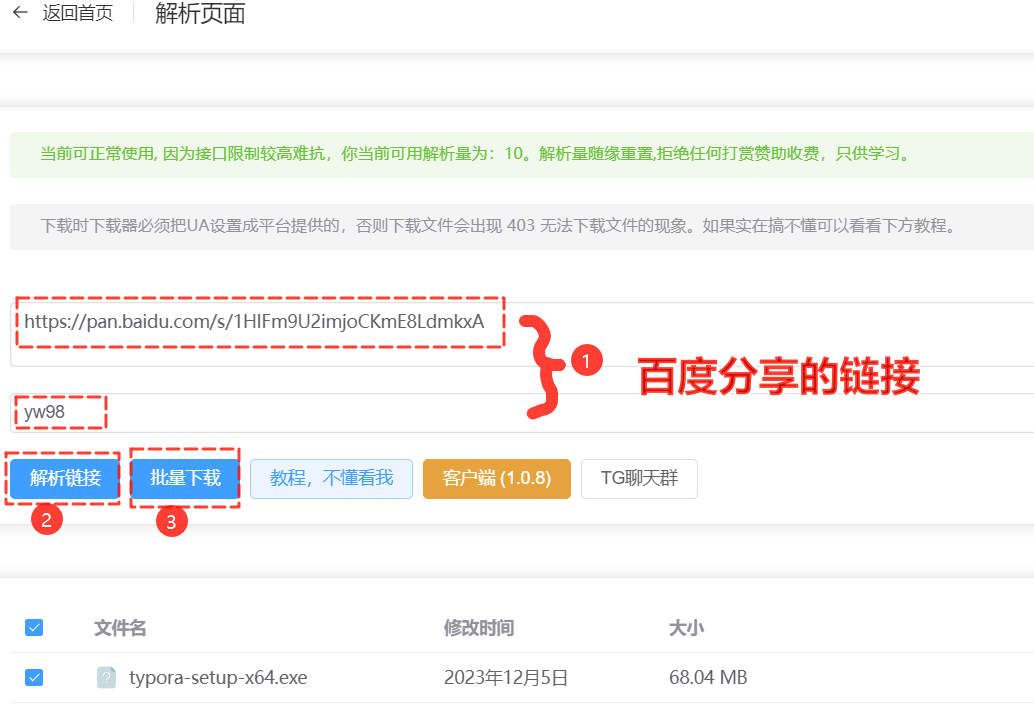 返回首页
解析页面
当前可正常使用, 因为接口限制较高难抗，你当前可用解析量为：10。解析量随缘重置,拒绝任何打赏赞助收费，只供学习。
下载时下载器必须把UA设置成平台提供的，否则下载文件会出现 403 无法下载文件的现象。如果实在搞不懂可以看看下方教程。
https://pan.baidu.com/s/1HIFm9U2imjoCKmE8LdmkxA
1
百度分享的链接
yw98
解析链接 批量下载 教程，不懂看我 客户端 (1.0.8) TG聊天群
2 3
文件名 修改时间 大小
typora-setup-x64.exe 2023年12月5日 68.04 MB